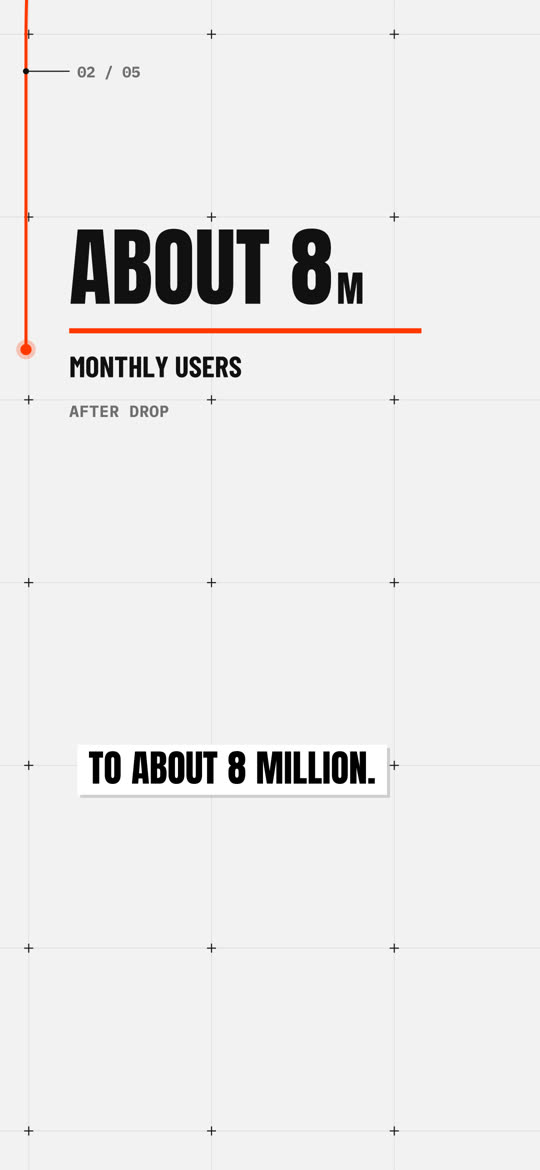 02 / 05
ABOUT 8M
MONTHLY USERS
AFTER DROP
TO ABOUT 8 MILLION.